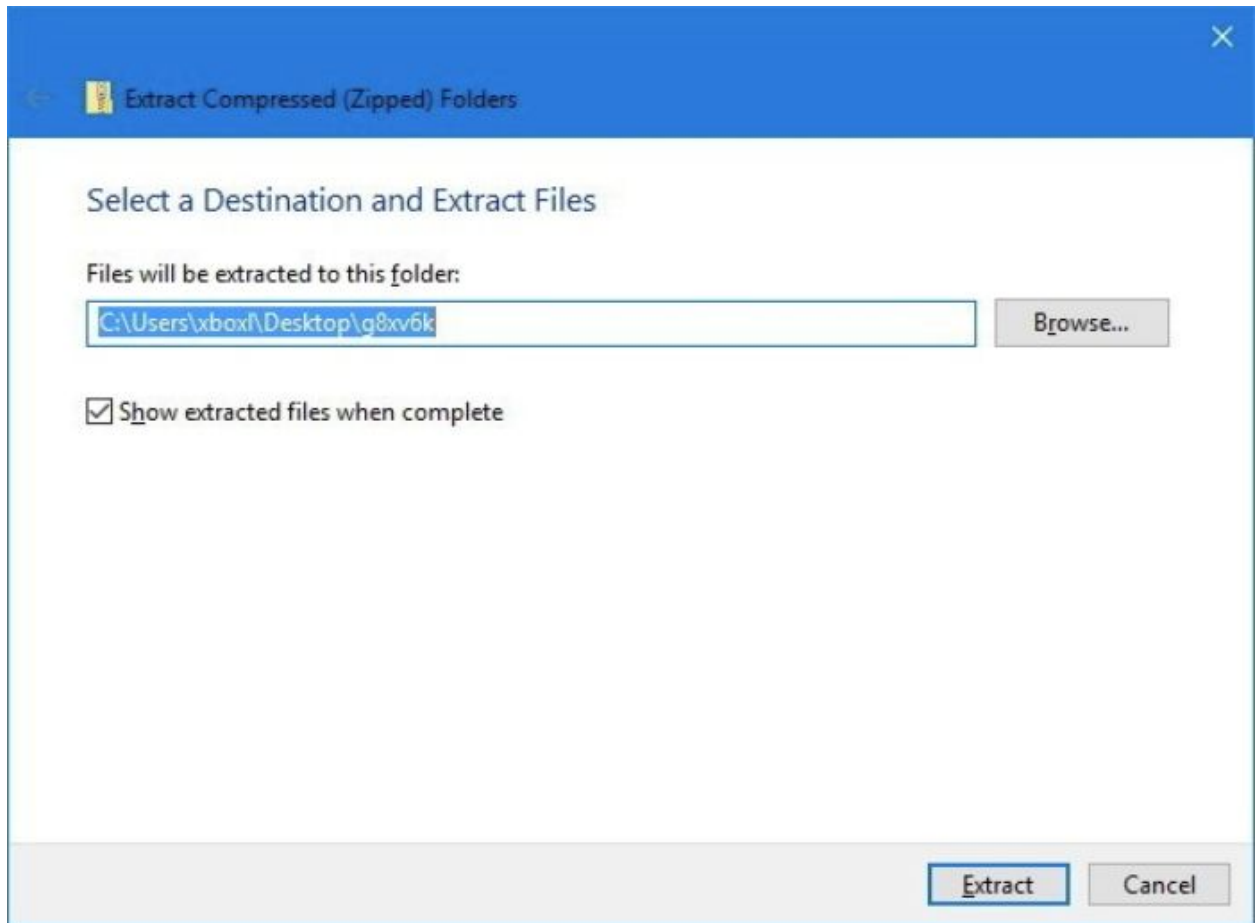 Extract Compressed (Zipped) Folders
Select a Destination and Extract Files
Files will be extracted to this folder:
C:\Users\xboxl\Desktop\g8xv6k
Browse...
Show extracted files when complete
Extract
Cancel